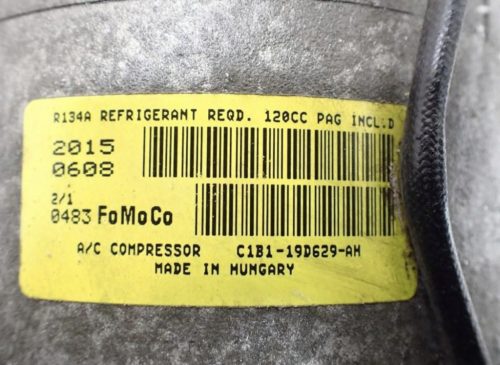 R134A REFRIGERANT REQD. 120CC PAG INCL.D
2015
0608
2/1
0483 FoMoCo
A/C COMPRESSOR C1B1-19D629-AH
MADE IN HUNGARY